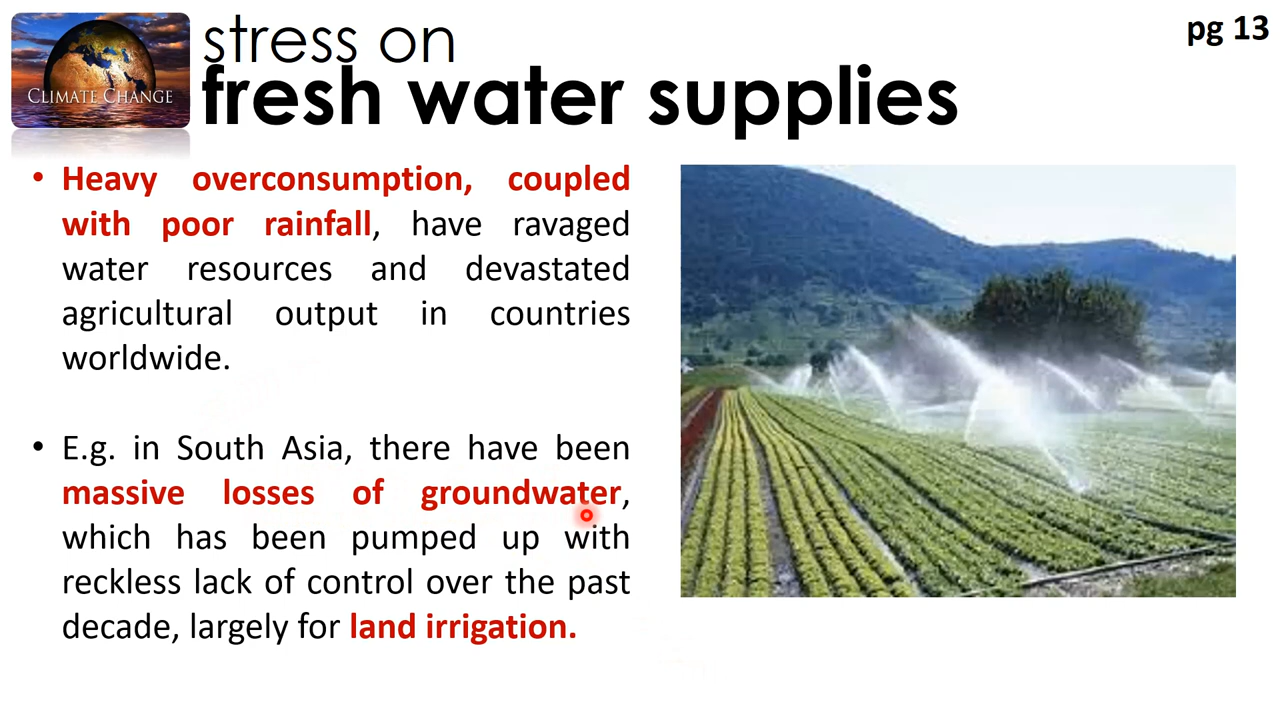 CLIMATE CHANGE
stress on
fresh water supplies
pg 13
• Heavy overconsumption, coupled
with poor rainfall, have ravaged
water resources and devastated
agricultural output in countries
worldwide.
• E.g. in South Asia, there have been
massive losses of groundwater,
which has been pumped up with
reckless lack of control over the past
decade, largely for land irrigation.